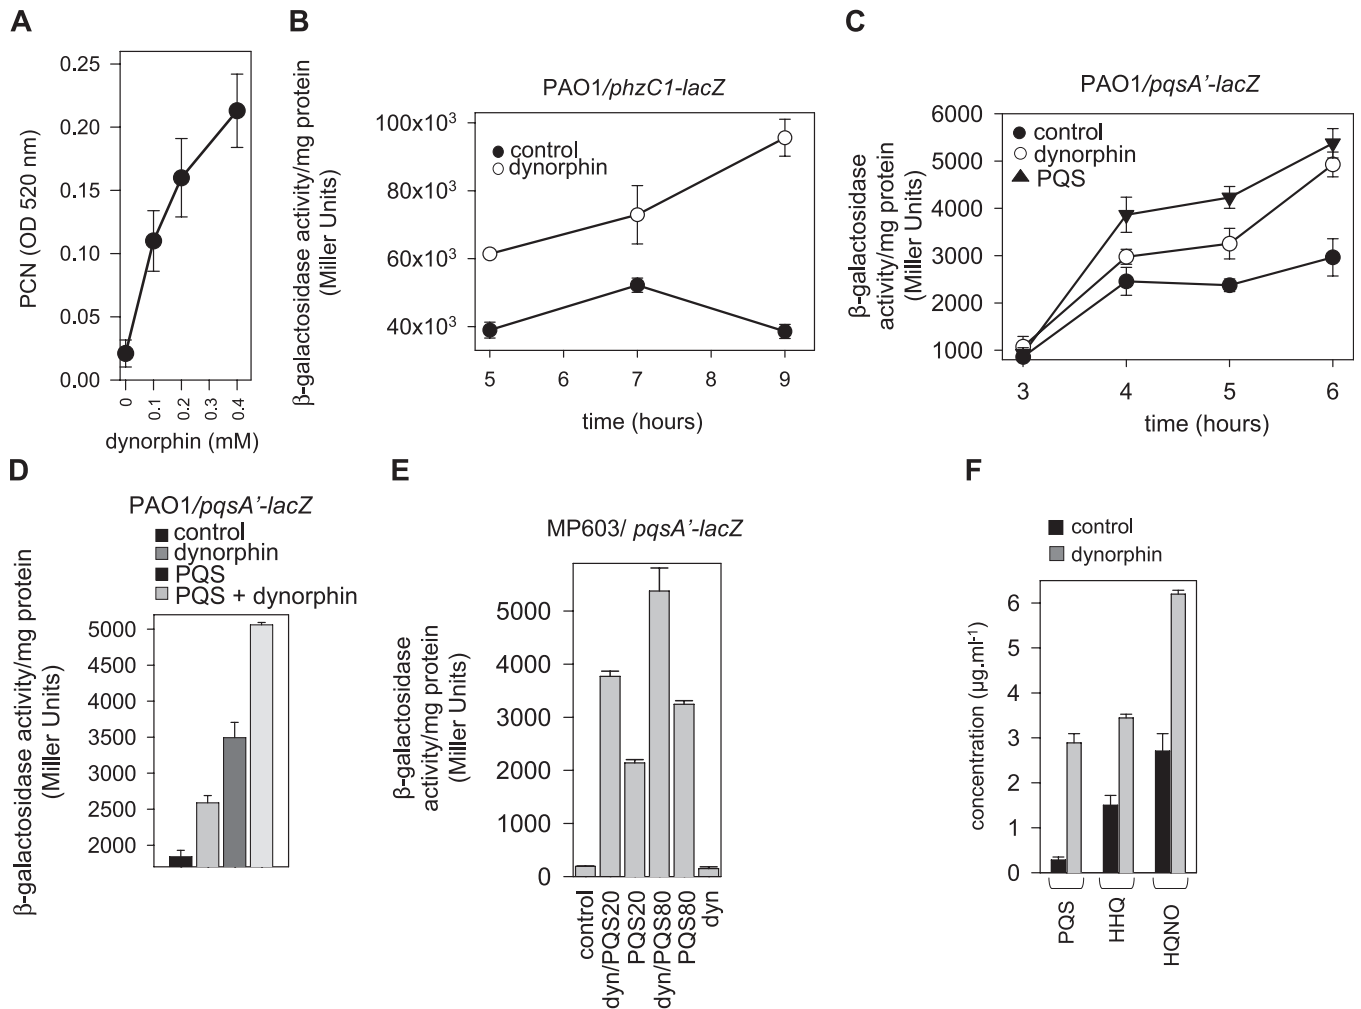 A
0.25
0.20
0.15
0.10
0.05
0.00
PCN (OD 520 nm)
0
0.1
0.2
0.3
0.4
dynorphin (mM)
B
PAO1/phzC1-lacZ
100x10³
80x10³
60x10³
40x10³
β-galactosidase activity/mg protein
(Miller Units)
control
dynorphin
5
6
7
8
9
time (hours)
C
PAO1/pqsA’-lacZ
6000
5000
4000
3000
2000
1000
β-galactosidase
activity/mg protein
(Miller Units)
control
dynorphin
PQS
3
4
5
6
time (hours)
D
PAO1/pqsA’-lacZ
control
dynorphin
PQS
PQS + dynorphin
5000
4500
4000
3500
3000
2500
2000
β-galactosidase activity/mg protein
(Miller Units)
E
MP603/ pqsA’-lacZ
5000
4000
3000
2000
1000
0
β-galactosidase
activity/mg protein
(Miller Units)
control
dyn/PQS20
PQS20
dyn/PQS80
PQS80
dyn
F
control
dynorphin
6
5
4
3
2
1
0
concentration (µg.ml⁻¹)
PQS
HHQ
HQNO